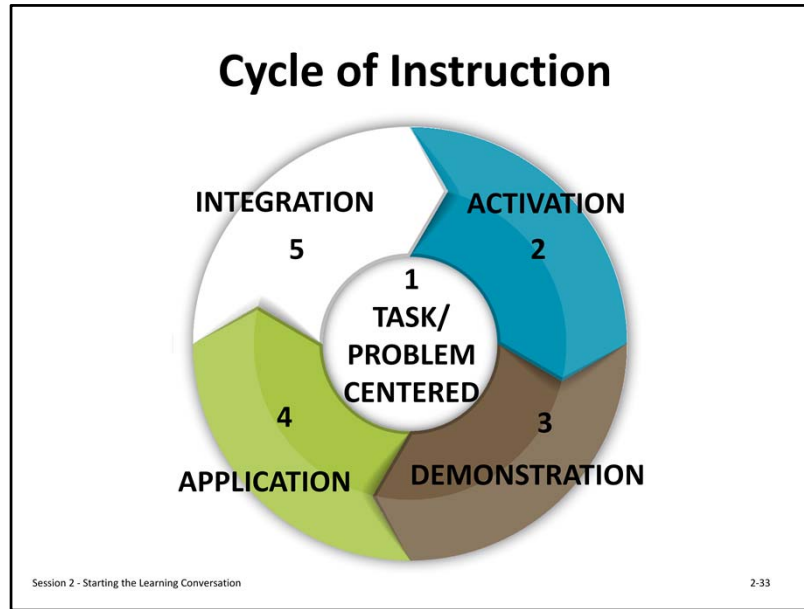 Cycle of Instruction
INTEGRATION
5
ACTIVATION
2
1
TASK/
PROBLEM
CENTERED
4
APPLICATION
3
DEMONSTRATION
Session 2 - Starting the Learning Conversation
2-33